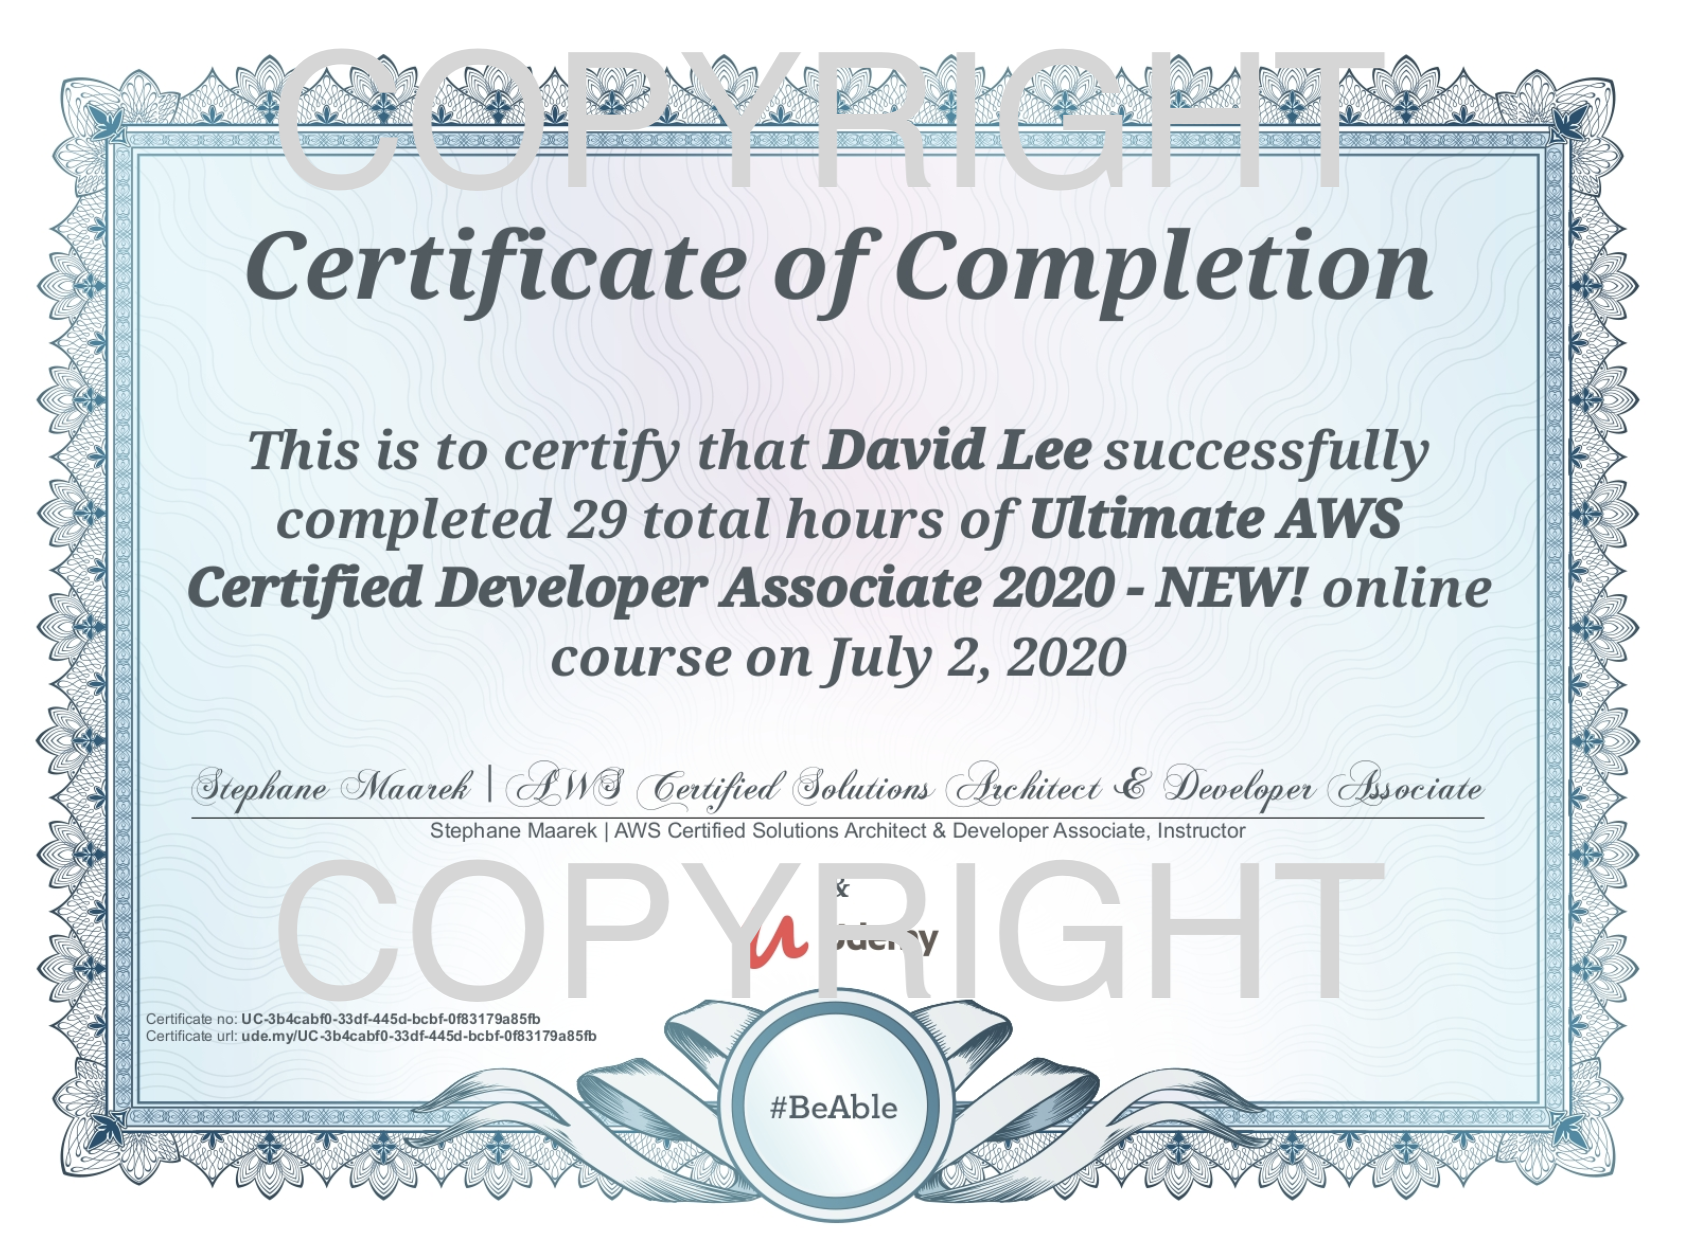 COPYRIGHT
Certificate of Completion
This is to certify that David Lee successfully
completed 29 total hours of Ultimate AWS
Certified Developer Associate 2020 - NEW! online
course on July 2, 2020
Stephane Maarek | AWS Certified Solutions Architect & Developer Associate
Stephane Maarek | AWS Certified Solutions Architect & Developer Associate, Instructor
COPYRIGHT
&
Udemy
Certificate no: UC-3b4cabf0-33df-445d-bcbf-0f83179a85fb
Certificate url: ude.my/UC-3b4cabf0-33df-445d-bcbf-0f83179a85fb
#BeAble